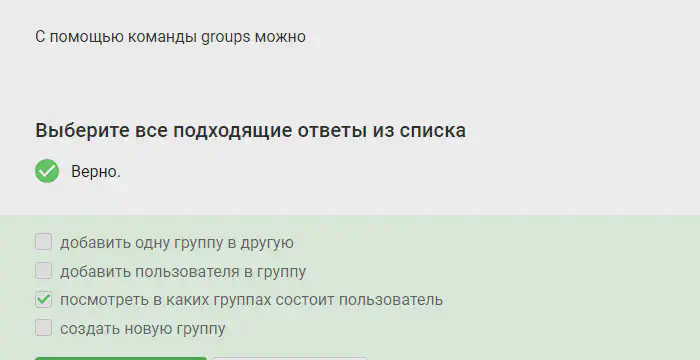 С помощью команды groups можно
Выберите все подходящие ответы из списка
Верно.
добавить одну группу в другую
добавить пользователя в группу
посмотреть в каких группах состоит пользователь
создать новую группу